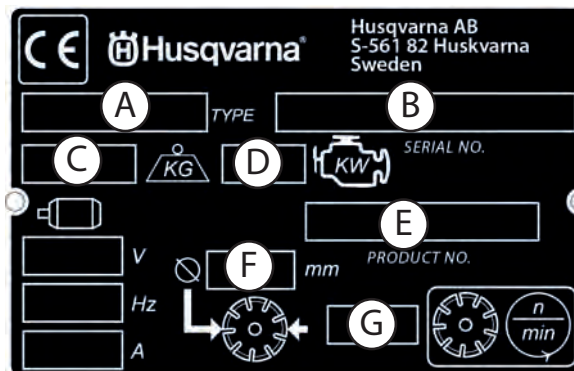 CE Husqvarna®
Husqvarna AB
S-561 82 Huskvarna
Sweden
A TYPE B
SERIAL NO.
C KG D KW
E
PRODUCT NO.
V
F mm
Hz
G
n
min
A